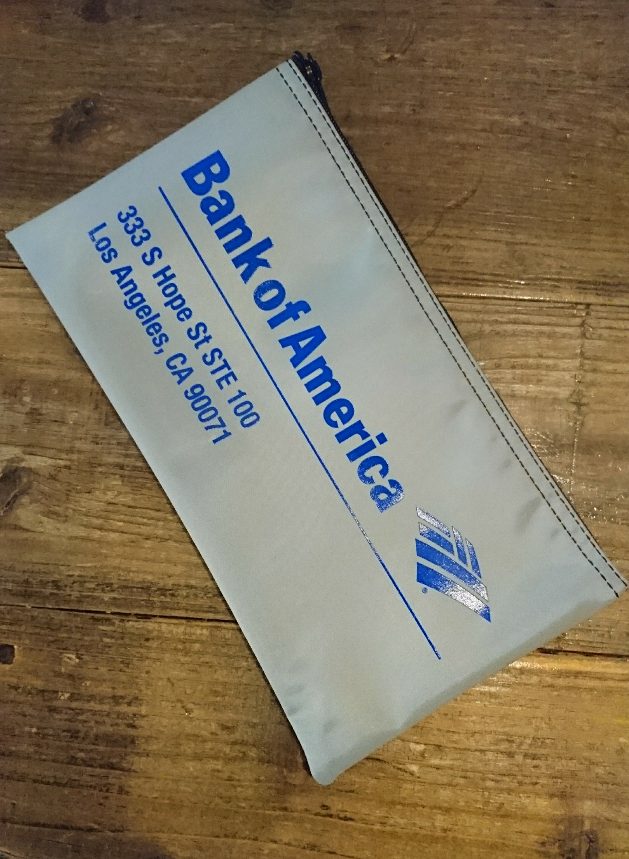 Bank of America
®
333 S Hope St STE 100
Los Angeles, CA 90071